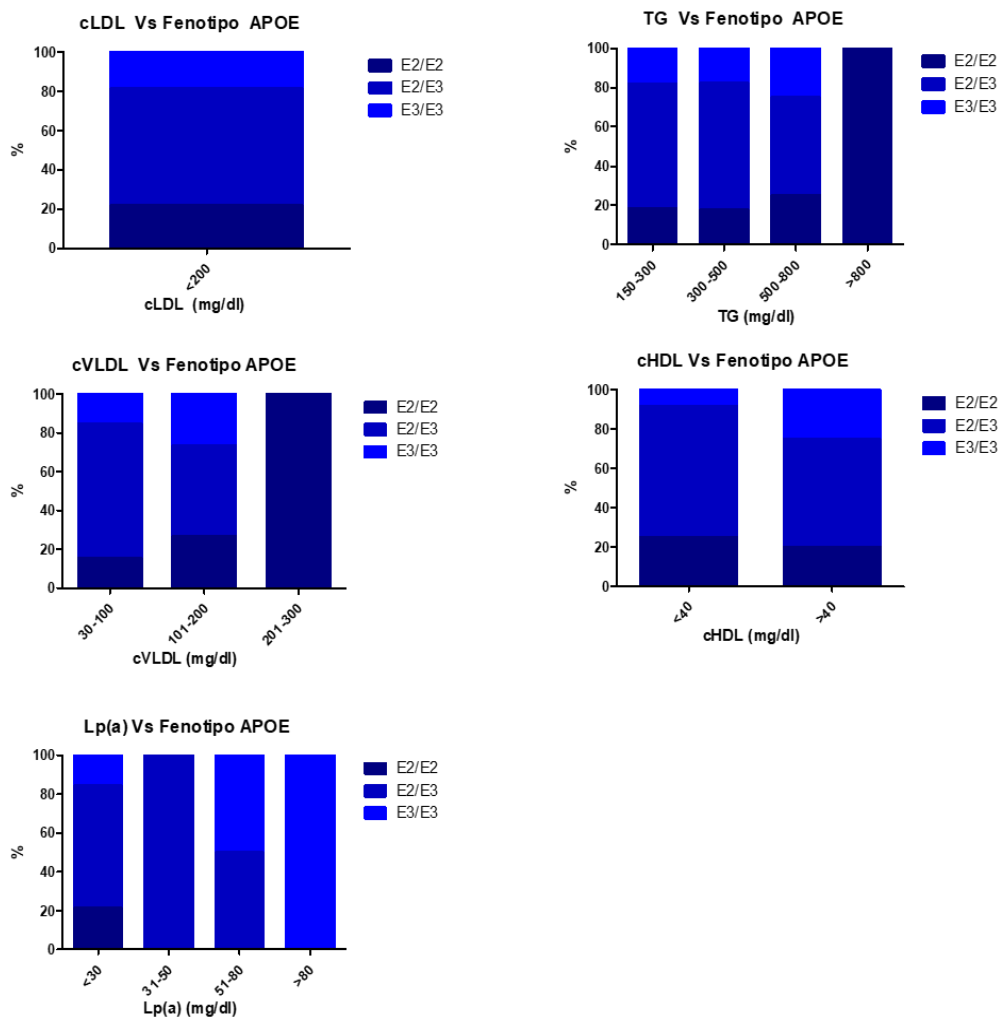 cLDL Vs Fenotipo APOE
100
80
60
40
20
0
%
<200
cLDL (mg/dl)
E2/E2
E2/E3
E3/E3
TG Vs Fenotipo APOE
100
80
60
40
20
0
%
150-300
300-500
500-800
>800
TG (mg/dl)
E2/E2
E2/E3
E3/E3
cVLDL Vs Fenotipo APOE
100
80
60
40
20
0
%
30-100
101-200
201-300
cVLDL (mg/dl)
E2/E2
E2/E3
E3/E3
cHDL Vs Fenotipo APOE
100
80
60
40
20
0
%
<40
>40
cHDL (mg/dl)
E2/E2
E2/E3
E3/E3
Lp(a) Vs Fenotipo APOE
100
80
60
40
20
0
%
<30
31-50
51-80
>80
Lp(a) (mg/dl)
E2/E2
E2/E3
E3/E3